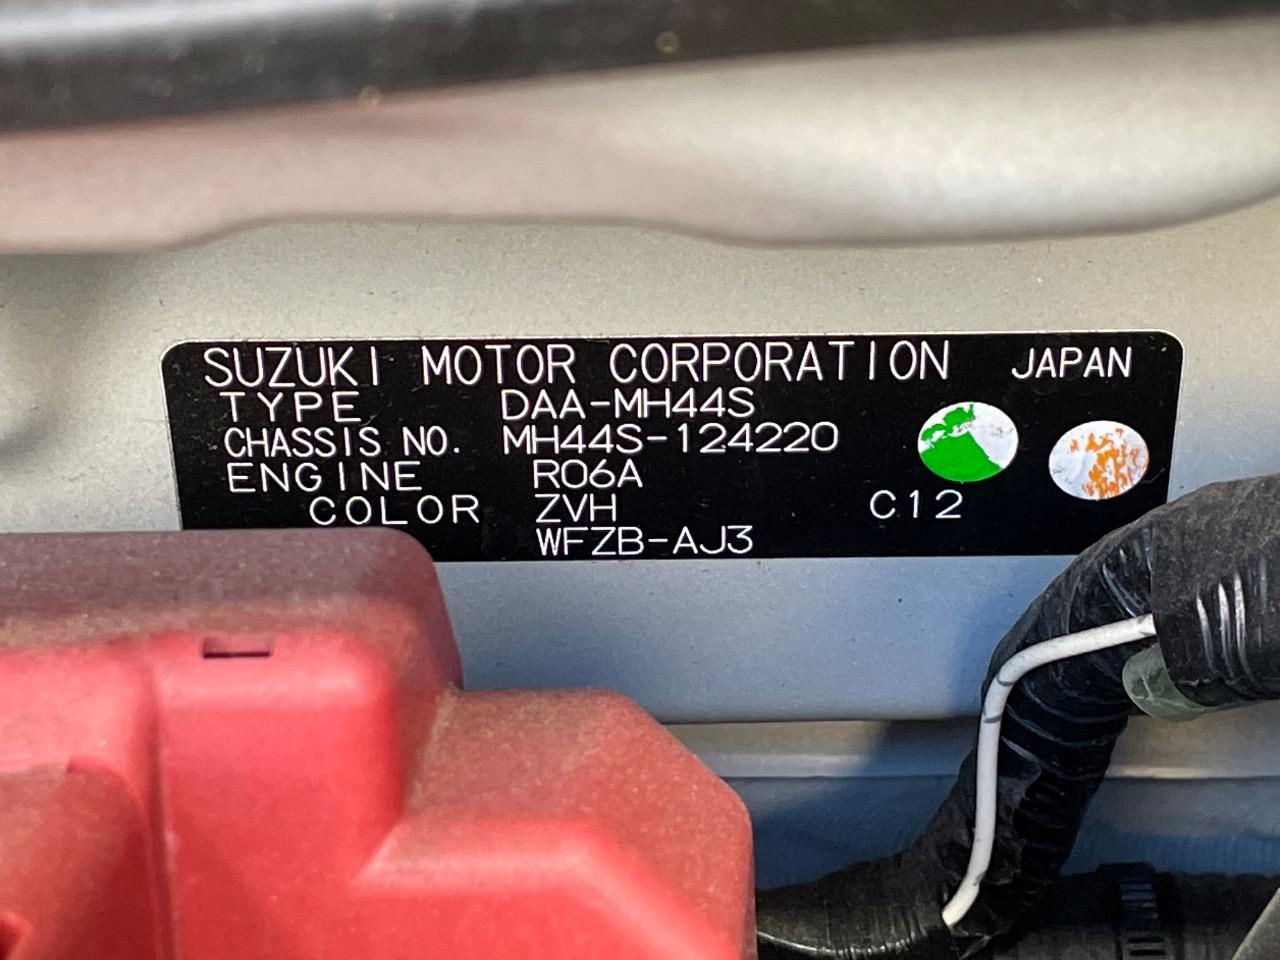 SUZUKI MOTOR CORPORATION JAPAN
TYPE DAA-MH44S
CHASSIS NO. MH44S-124220
ENGINE R06A
COLOR ZVH C12
WFZB-AJ3